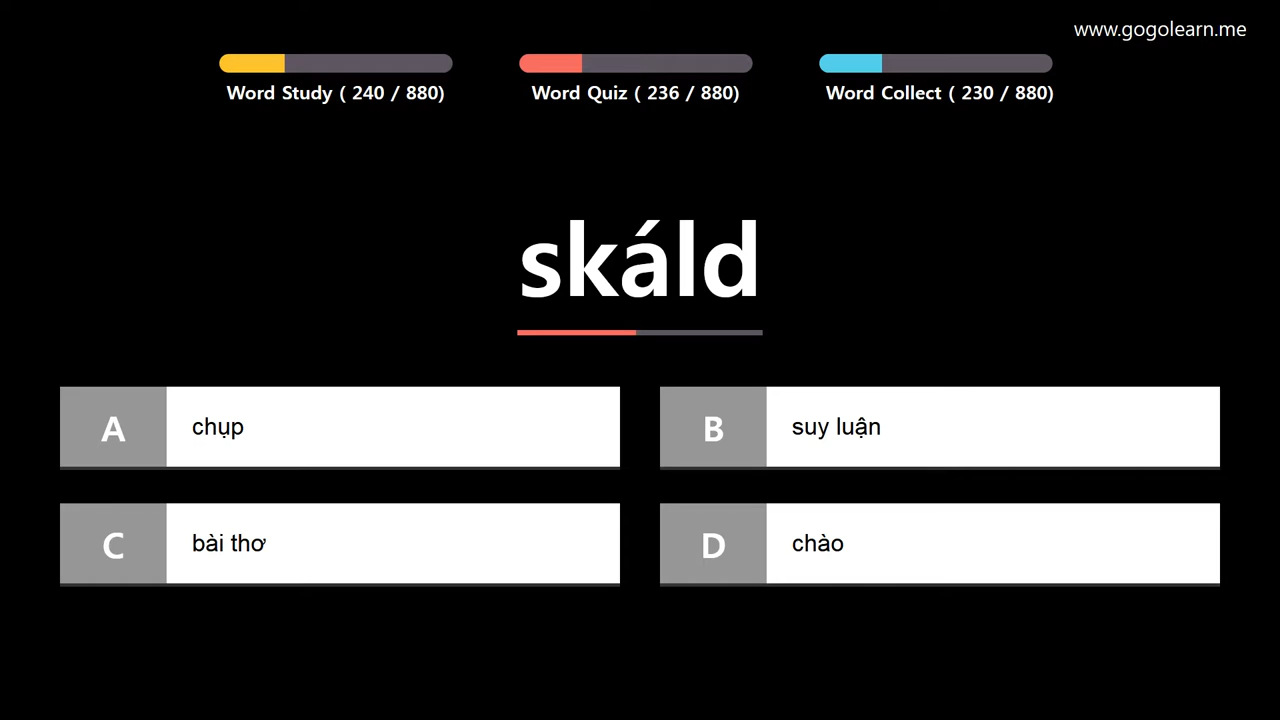 www.gogolearn.me
Word Study ( 240 / 880)
Word Quiz ( 236 / 880)
Word Collect ( 230 / 880)
skáld
A
chụp
B
suy luận
C
bài thơ
D
chào